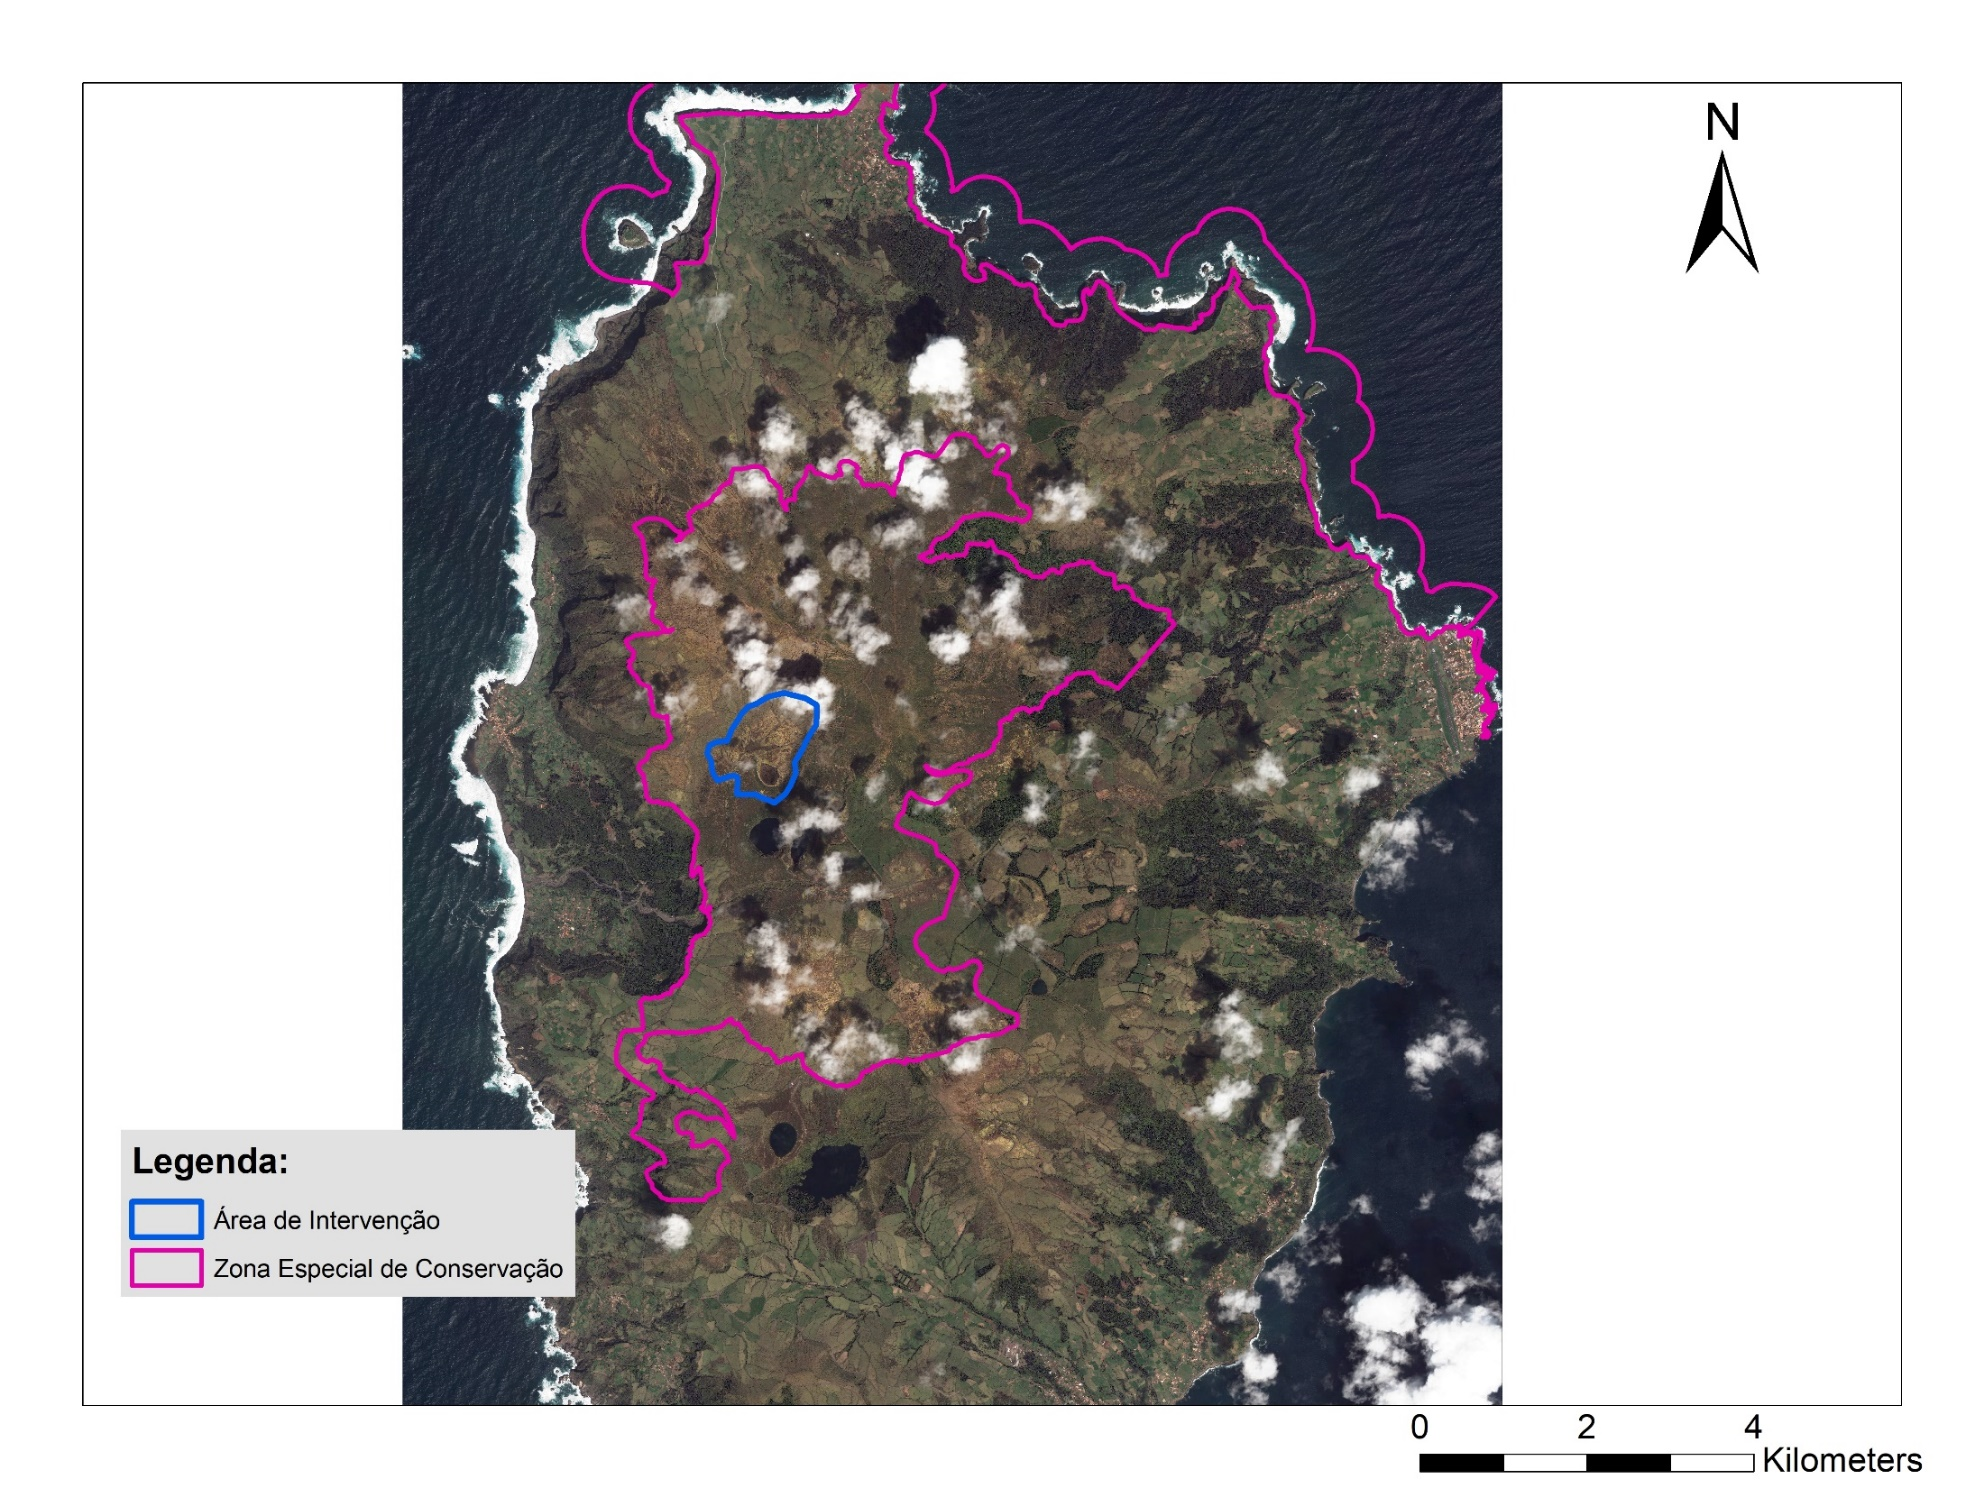 N
Legenda:
Área de Intervenção
Zona Especial de Conservação
0 2 4
Kilometers